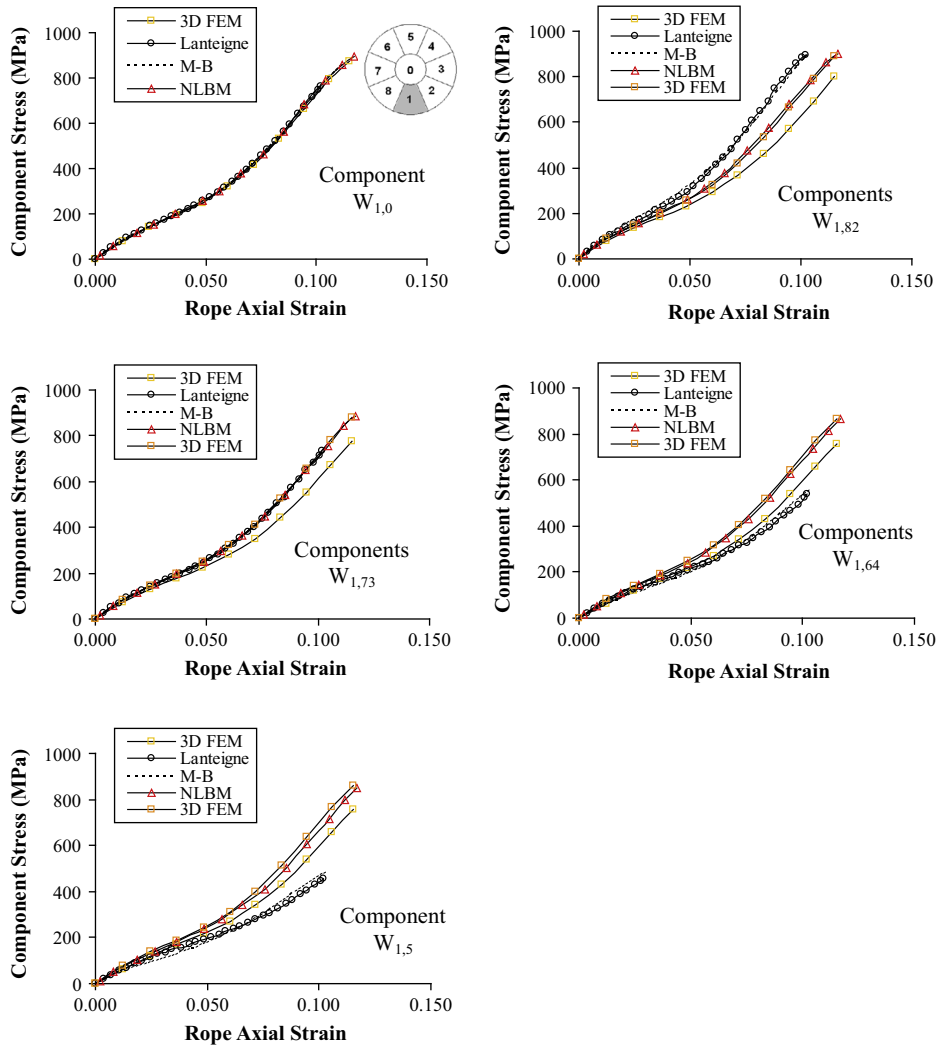 3D FEM
Lanteigne
M-B
NLBM
5
6 4
7 0 3
8 2
1
Component Stress (MPa)
1000
800
600
400
200
0
Component
W1,0
0.000 0.050 0.100 0.150
Rope Axial Strain
3D FEM
Lanteigne
M-B
NLBM
3D FEM
Component Stress (MPa)
1000
800
600
400
200
0
Components
W1,82
0.000 0.050 0.100 0.150
Rope Axial Strain
3D FEM
Lanteigne
M-B
NLBM
3D FEM
Component Stress (MPa)
1000
800
600
400
200
0
Components
W1,73
0.000 0.050 0.100 0.150
Rope Axial Strain
3D FEM
Lanteigne
M-B
NLBM
3D FEM
Component Stress (MPa)
1000
800
600
400
200
0
Components
W1,64
0.000 0.050 0.100 0.150
Rope Axial Strain
3D FEM
Lanteigne
M-B
NLBM
3D FEM
Component Stress (MPa)
1000
800
600
400
200
0
Component
W1,5
0.000 0.050 0.100 0.150
Rope Axial Strain